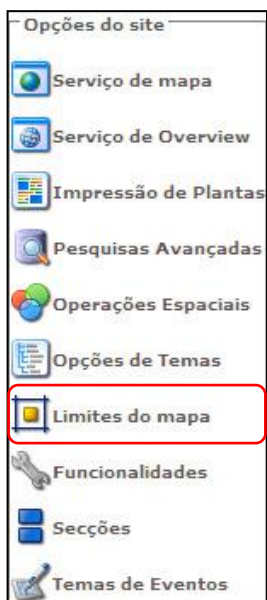 Opções do site
Serviço de mapa
Serviço de Overview
Impressão de Plantas
Pesquisas Avançadas
Operações Espaciais
Opções de Temas
Limites do mapa
Funcionalidades
Secções
Temas de Eventos